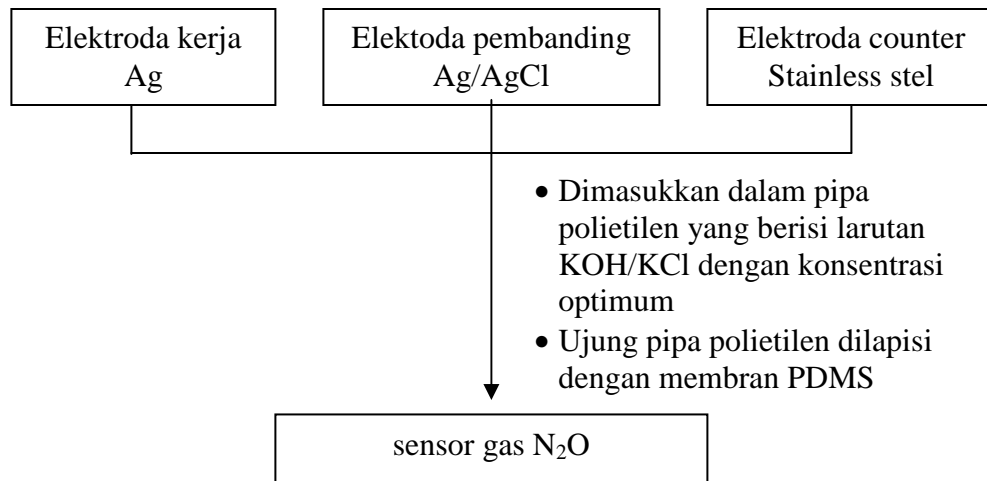 Elektroda kerja
Ag
Elektoda pembanding
Ag/AgCl
Elektroda counter
Stainless stel
• Dimasukkan dalam pipa
polietilen yang berisi larutan
KOH/KCl dengan konsentrasi
optimum
• Ujung pipa polietilen dilapisi
dengan membran PDMS
sensor gas N₂O